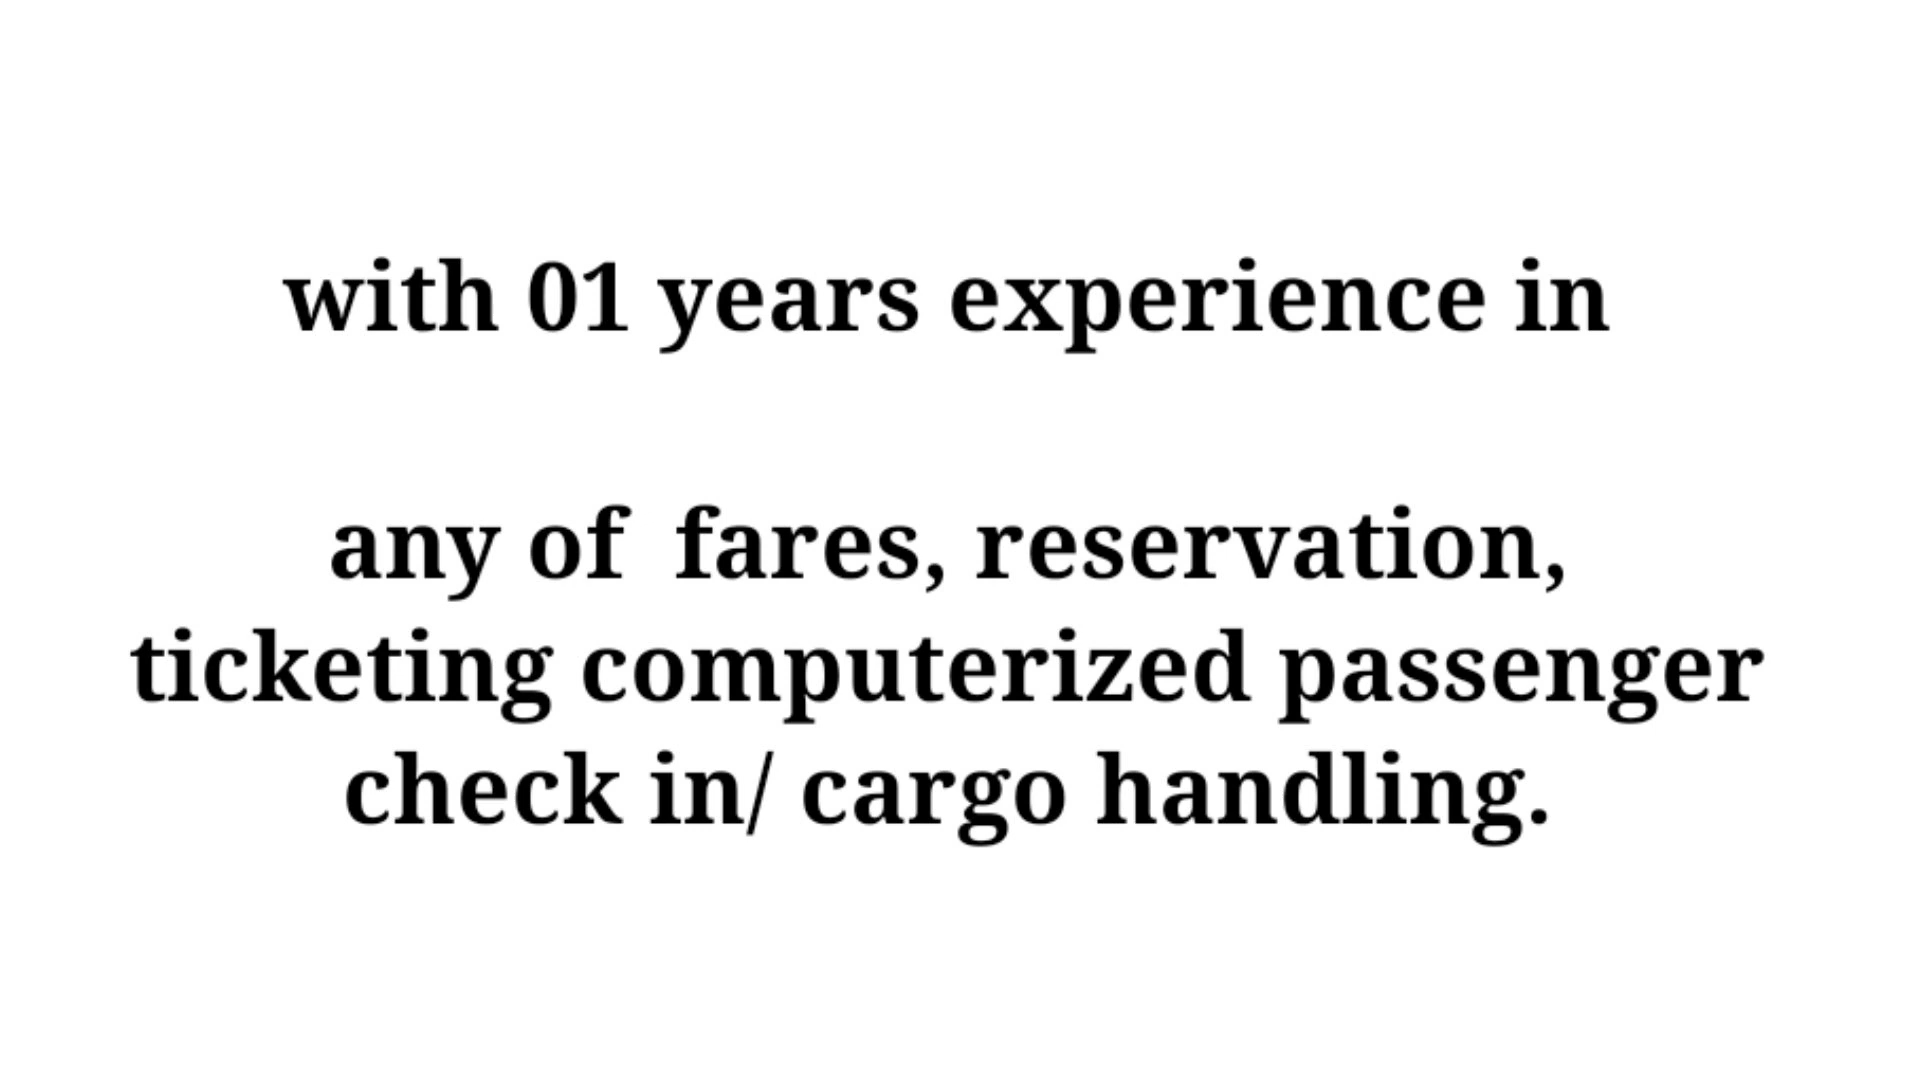 with 01 years experience in
any of  fares, reservation,
ticketing computerized passenger
check in/ cargo handling.